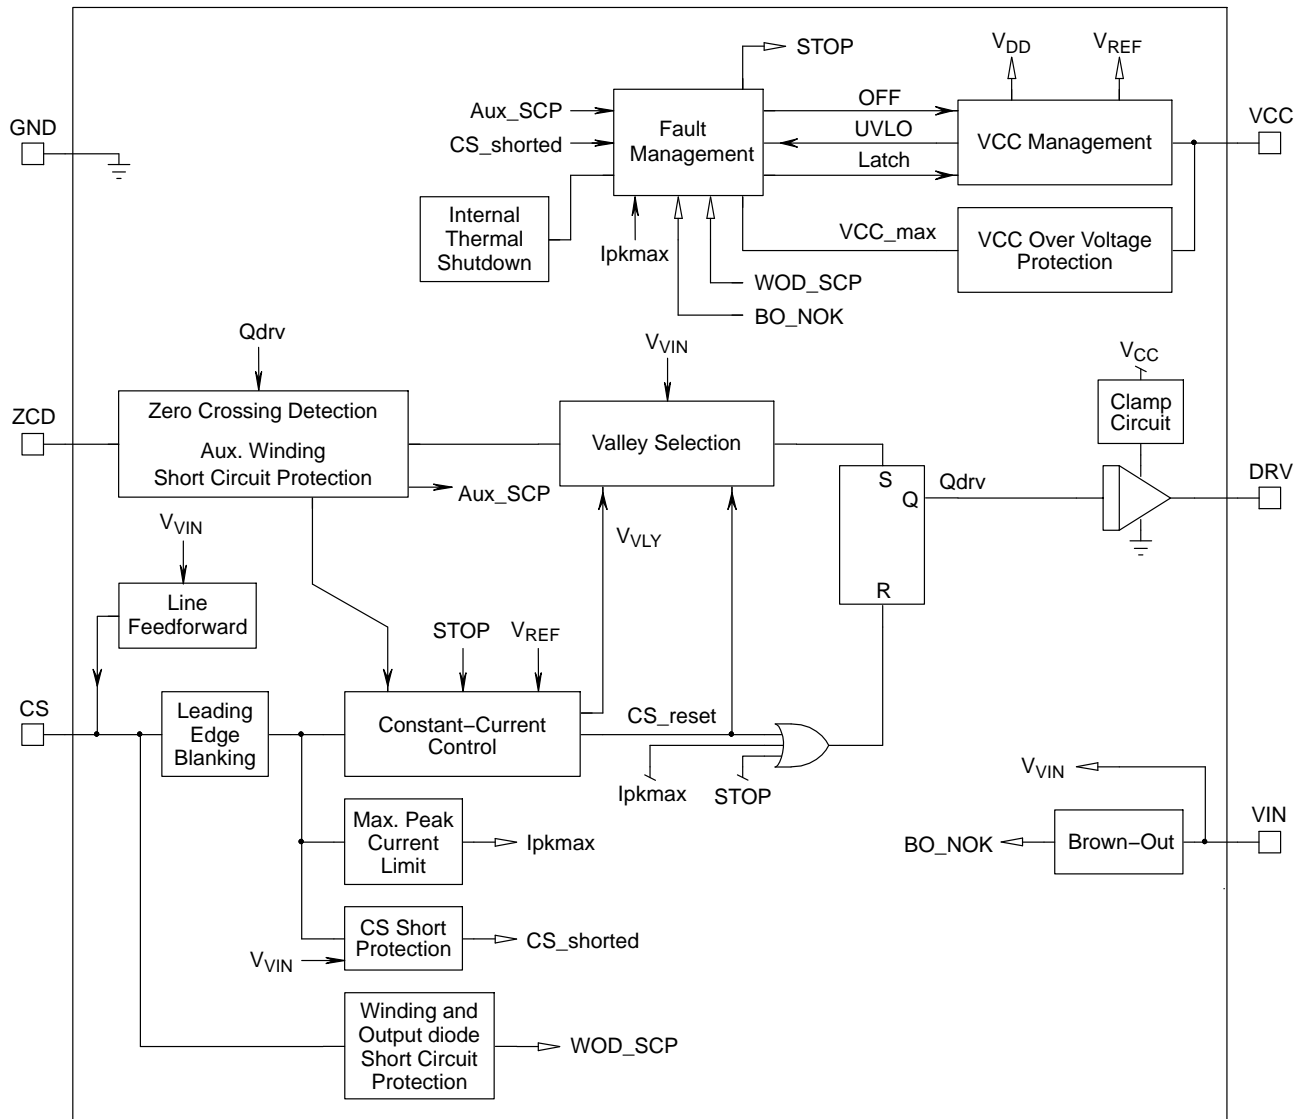 STOP
VDD
VREF
Aux_SCP
CS_shorted
Fault
Management
OFF
UVLO
Latch
VCC Management
VCC
GND
Internal
Thermal
Shutdown
Ipkmax
VCC_max
VCC Over Voltage
Protection
WOD_SCP
BO_NOK
Qdrv
VVIN
VCC
ZCD
Zero Crossing Detection
Aux. Winding
Short Circuit Protection
Valley Selection
Clamp
Circuit
Aux_SCP
S
Q
R
Qdrv
DRV
VVIN
VVLY
Line
Feedforward
STOP
VREF
CS
Leading
Edge
Blanking
Constant–Current
Control
CS_reset
Ipkmax
STOP
VVIN
VIN
Max. Peak
Current
Limit
Ipkmax
BO_NOK
Brown–Out
CS Short
Protection
CS_shorted
VVIN
Winding and
Output diode
Short Circuit
Protection
WOD_SCP